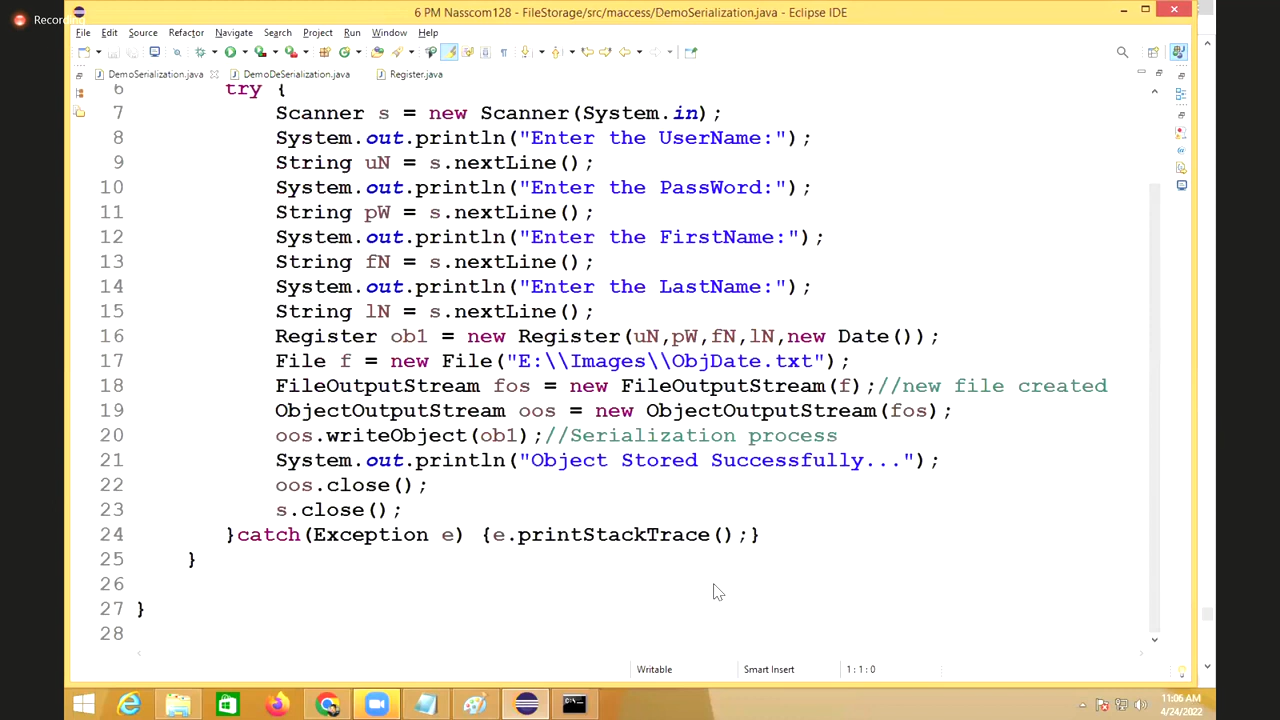 Recording
6 PM Nasscom128 - FileStorage/src/maccess/DemoSerialization.java - Eclipse IDE
File Edit Source Refactor Navigate Search Project Run Window Help
DemoSerialization.java DemoDeSerialization.java Register.java
6 try {
7 Scanner s = new Scanner(System.in);
8 System.out.println("Enter the UserName:");
9 String uN = s.nextLine();
10 System.out.println("Enter the PassWord:");
11 String pW = s.nextLine();
12 System.out.println("Enter the FirstName:");
13 String fN = s.nextLine();
14 System.out.println("Enter the LastName:");
15 String lN = s.nextLine();
16 Register ob1 = new Register(uN,pW,fN,lN,new Date());
17 File f = new File("E:\\Images\\ObjDate.txt");
18 FileOutputStream fos = new FileOutputStream(f);//new file created
19 ObjectOutputStream oos = new ObjectOutputStream(fos);
20 oos.writeObject(ob1);//Serialization process
21 System.out.println("Object Stored Successfully...");
22 oos.close();
23 s.close();
24 }catch(Exception e) {e.printStackTrace();}
25 }
26
27 }
28
Writable Smart Insert 1 : 1 : 0
11:06 AM
4/24/2022